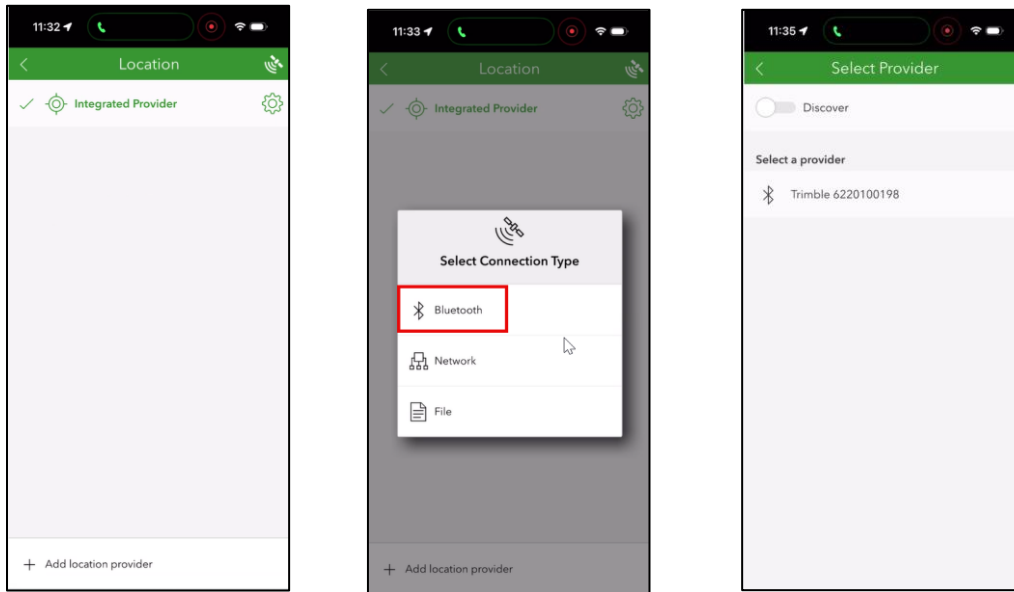 11:32
Location
Integrated Provider
Add location provider
11:33
Location
Integrated Provider
Select Connection Type
Bluetooth
Network
File
Add location provider
11:35
Select Provider
Discover
Select a provider
Trimble 6220100198